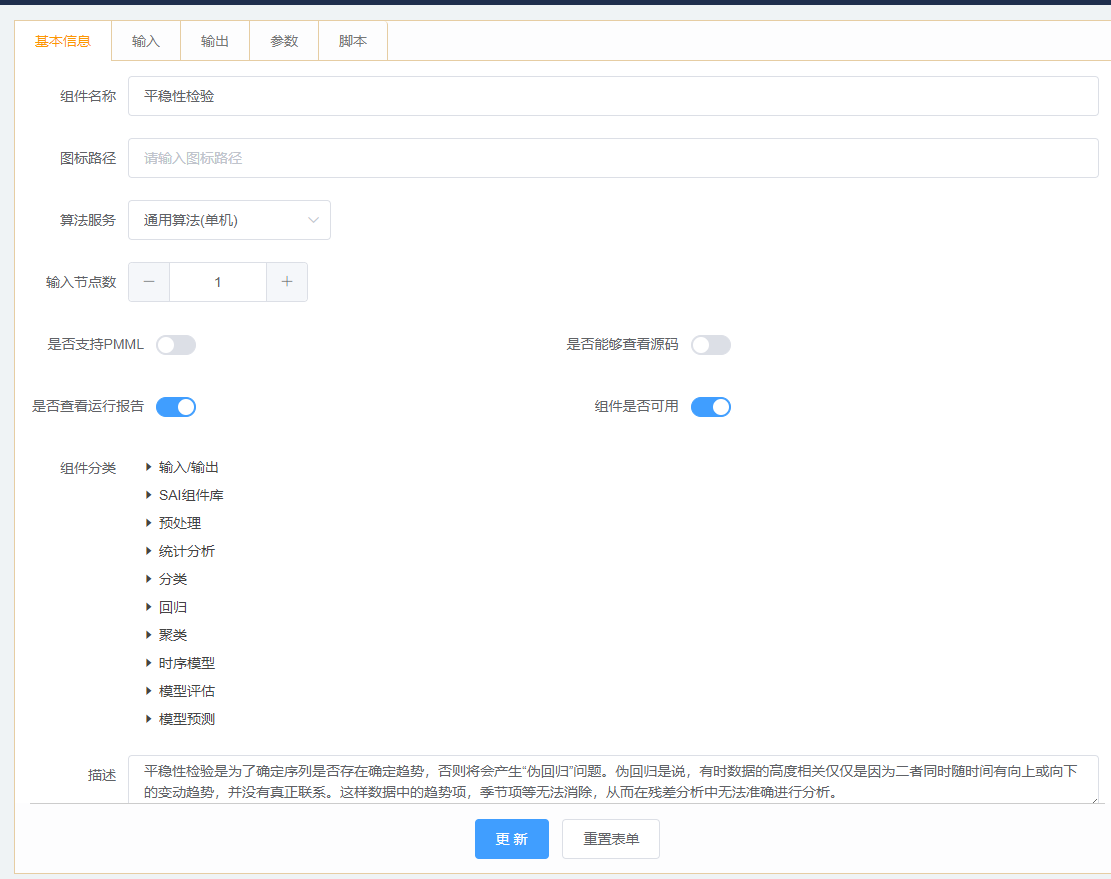 基本信息
输入
输出
参数
脚本
组件名称
平稳性检验
图标路径
请输入图标路径
算法服务
通用算法(单机)
输入节点数
1
是否支持PMML
是否能够查看源码
是否查看运行报告
组件是否可用
组件分类
输入/输出
SAI组件库
预处理
统计分析
分类
回归
聚类
时序模型
模型评估
模型预测
描述
平稳性检验是为了确定序列是否存在确定趋势，否则将会产生“伪回归”问题。伪回归是说，有时数据的高度相关仅仅是因为二者同时随时间有向上或向下
的变动趋势，并没有真正联系。这样数据中的趋势项，季节项等无法消除，从而在残差分析中无法准确进行分析。
更新
重置表单